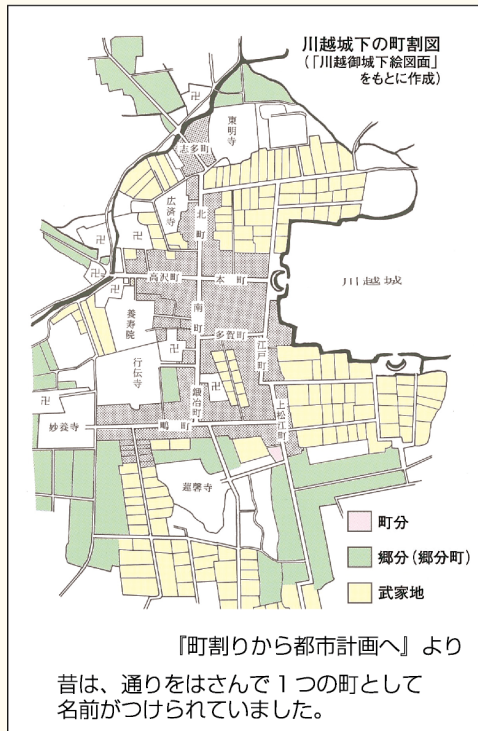 川越城下の町割図
(「川越御城下絵図面」
をもとに作成)
東明寺
志多町
広済寺
北町
川越城
高沢町
本町
養寿院
南町
多賀町
江戸町
行伝寺
鍛冶町
上松江町
鴫町
妙養寺
蓮馨寺
町分
郷分(郷分町)
武家地
『町割りから都市計画へ』より
昔は、通りをはさんで1つの町として
名前がつけられていました。